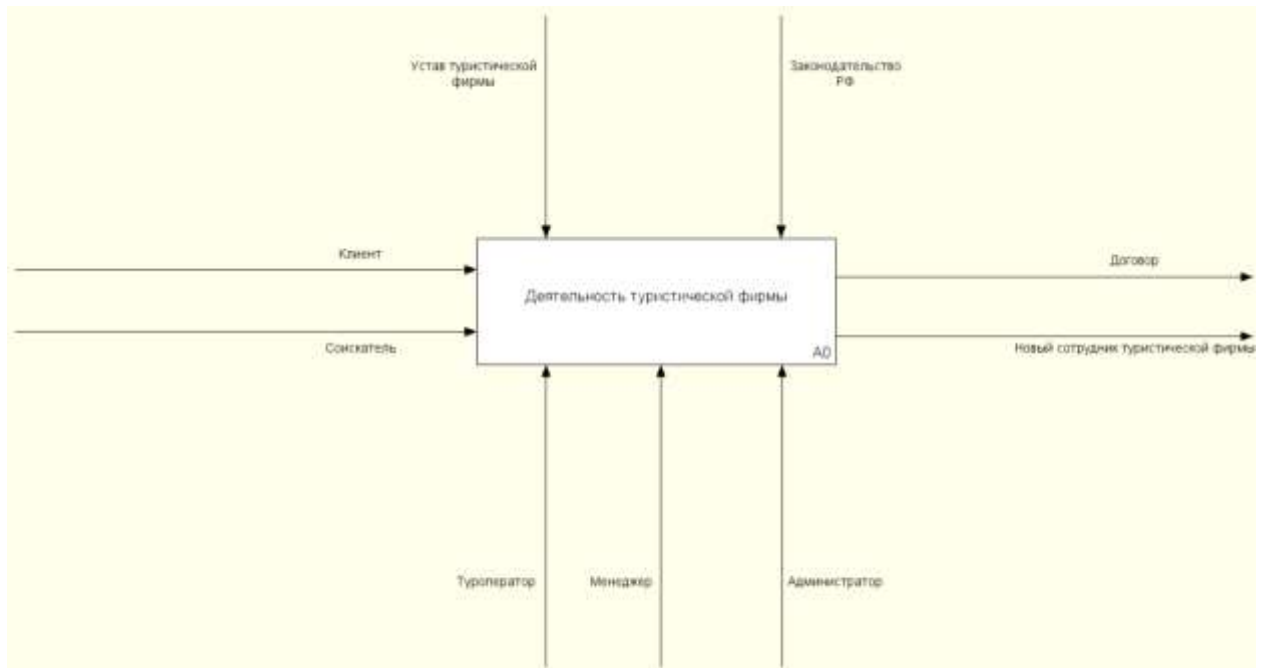 Устав туристической
фирмы
Законодательство
РФ
Клиент
Договор
Деятельность туристической фирмы
Соискатель
A0
Новый сотрудник туристической фирмы
Туроператор
Менеджер
Администратор